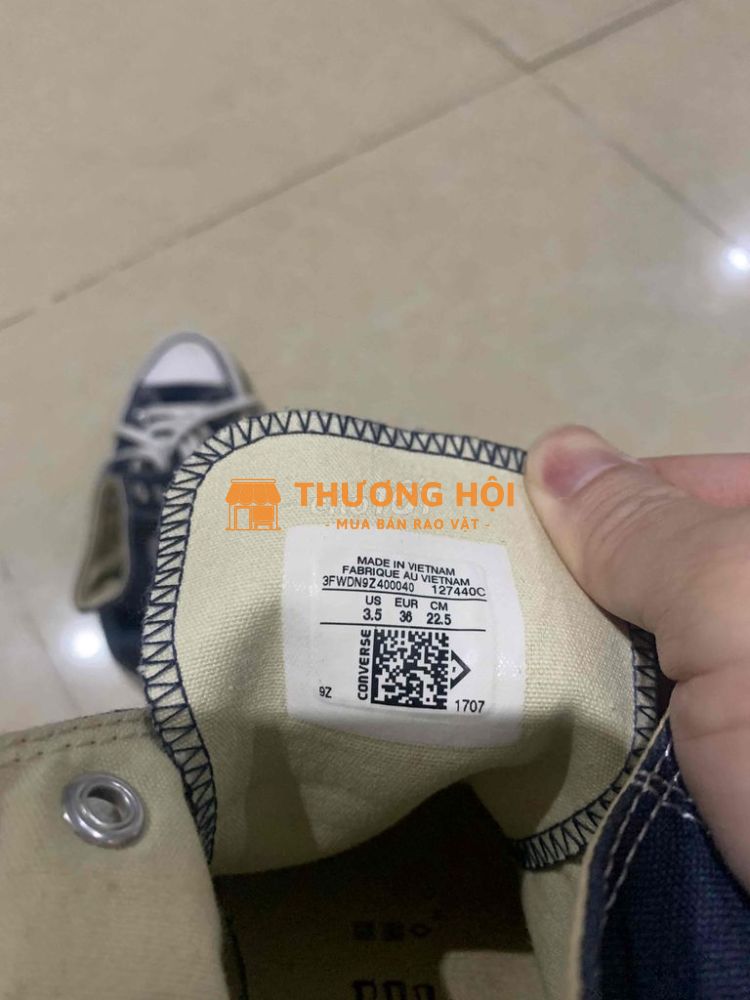 THƯƠNG HỘI
- MUA BÁN RAO VẶT -
MADE IN VIETNAM
FABRIQUE AU VIETNAM
3FWDN9Z400040 127440C
US EUR CM
3.5 36 22.5
CONVERSE
9Z
1707